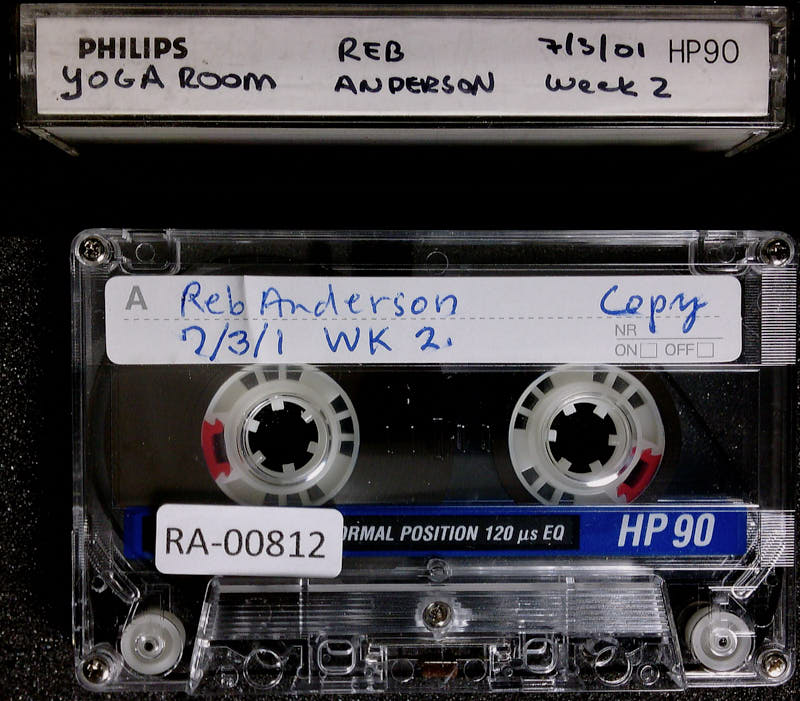 PHILIPS REB 7/3/01 HP90
YOGA ROOM ANDERSON Week 2
A Reb Anderson Copy
7/3/1 WK 2.
NR
ON OFF
RA-00812 ORMAL POSITION 120 µs EQ HP 90